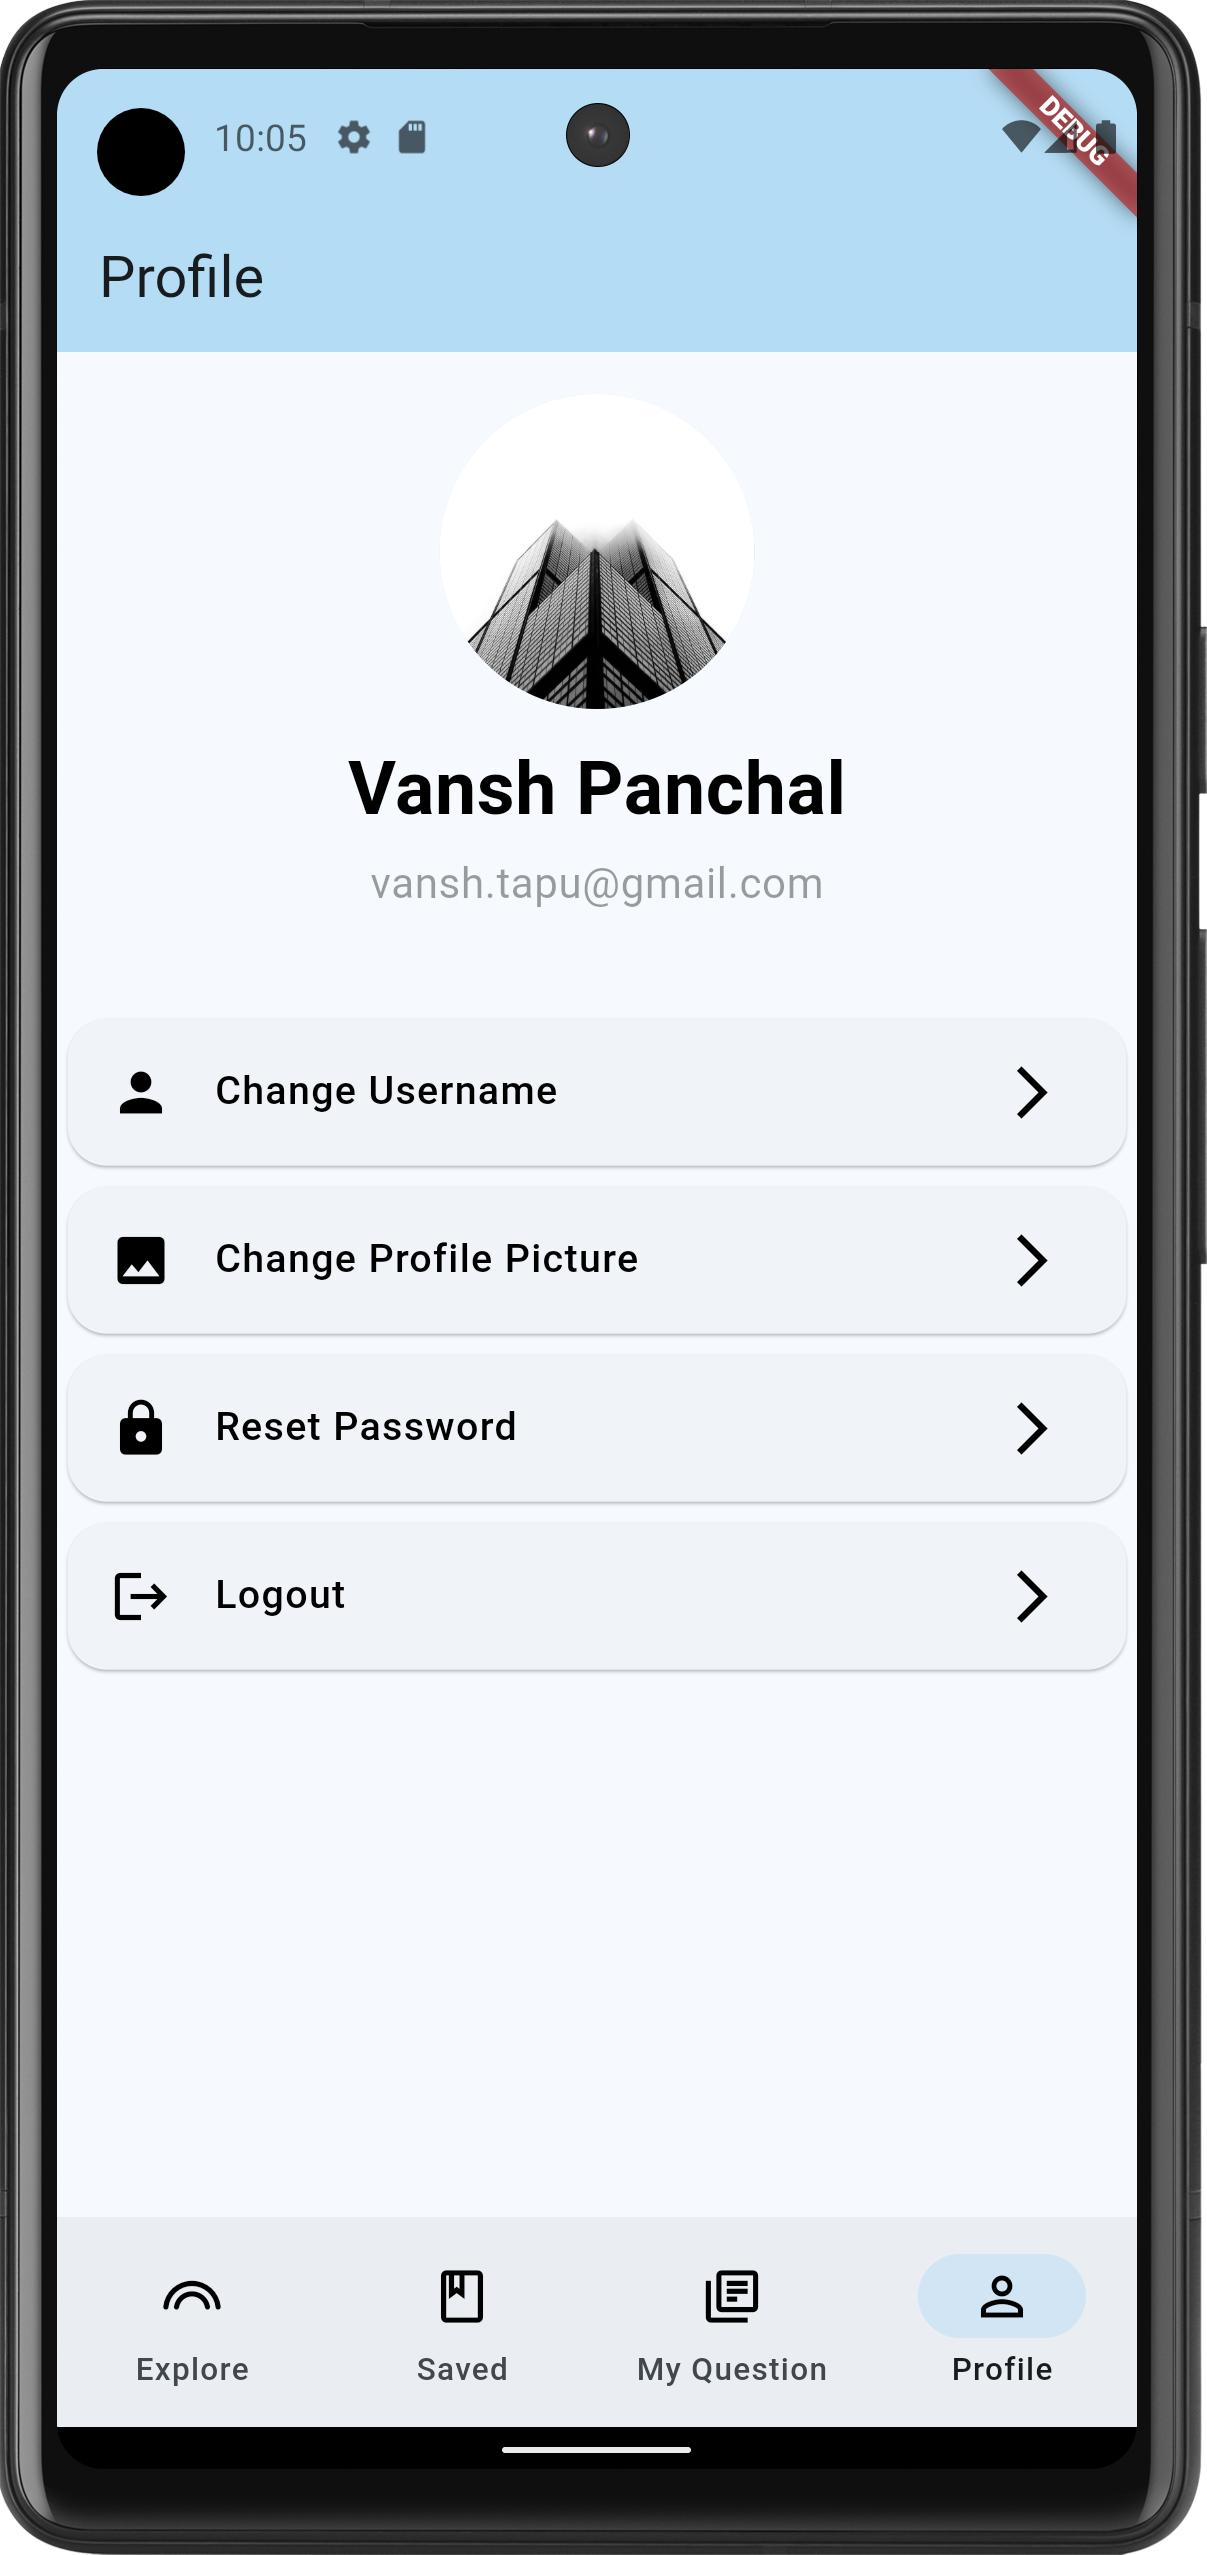 10:05
DEBUG
Profile
Vansh Panchal
vansh.tapu@gmail.com
Change Username
Change Profile Picture
Reset Password
Logout
Explore
Saved
My Question
Profile